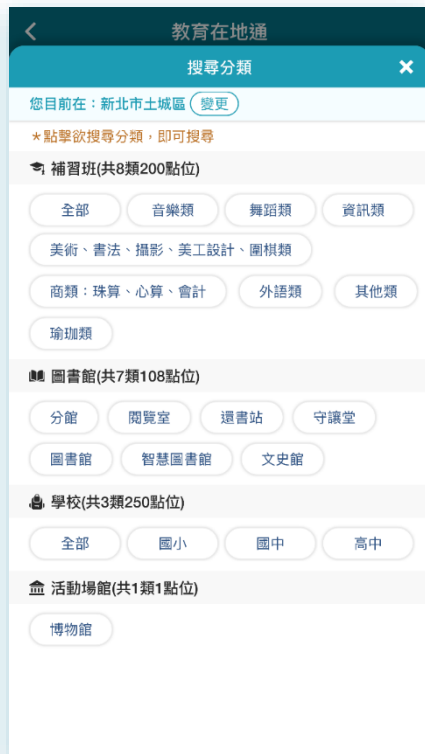 教育在地通
搜尋分類
您目前在：新北市土城區 變更
＊點擊欲搜尋分類，即可搜尋
補習班(共8類200點位)
全部 音樂類 舞蹈類 資訊類
美術、書法、攝影、美工設計、圍棋類
商類：珠算、心算、會計 外語類 其他類
瑜珈類
圖書館(共7類108點位)
分館 閱覽室 還書站 守讓堂
圖書館 智慧圖書館 文史館
學校(共3類250點位)
全部 國小 國中 高中
活動場館(共1類1點位)
博物館